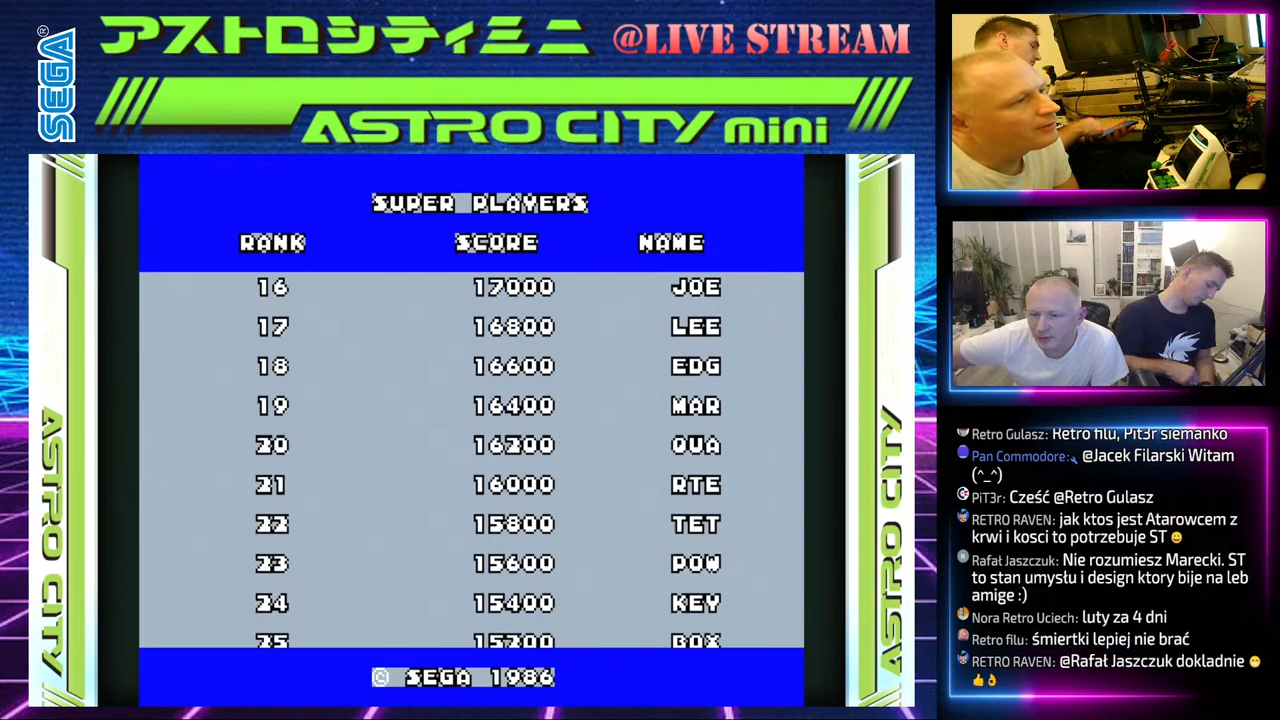 SEGA®
アストロシティミニ @LIVE STREAM
ASTRO CITY mini
SUPER PLAYERS
RANK SCORE NAME
16 17000 JOE
17 16800 LEE
18 16600 EDG
19 16400 MAR
20 16200 QUA
21 16000 RTE
22 15800 TET
23 15600 POW
24 15400 KEY
25 15200 BOX
© SEGA 1986
ASTRO CITY
ASTRO CITY
Retro Gulasz: Retro filu, Pit3r siemanko
Pan Commodore: @Jacek Filarski Witam
(^_^)
PiT3r: Cześć @Retro Gulasz
RETRO RAVEN: jak ktos jest Atarowcem z
krwi i kosci to potrzebuje ST 😀
Rafał Jaszczuk: Nie rozumiesz Marecki. ST
to stan umysłu i design ktory bije na leb
amige :)
Nora Retro Uciech: luty za 4 dni
Retro filu: śmiertki lepiej nie brać
RETRO RAVEN: @Rafał Jaszczuk dokladnie 😁
👍👌